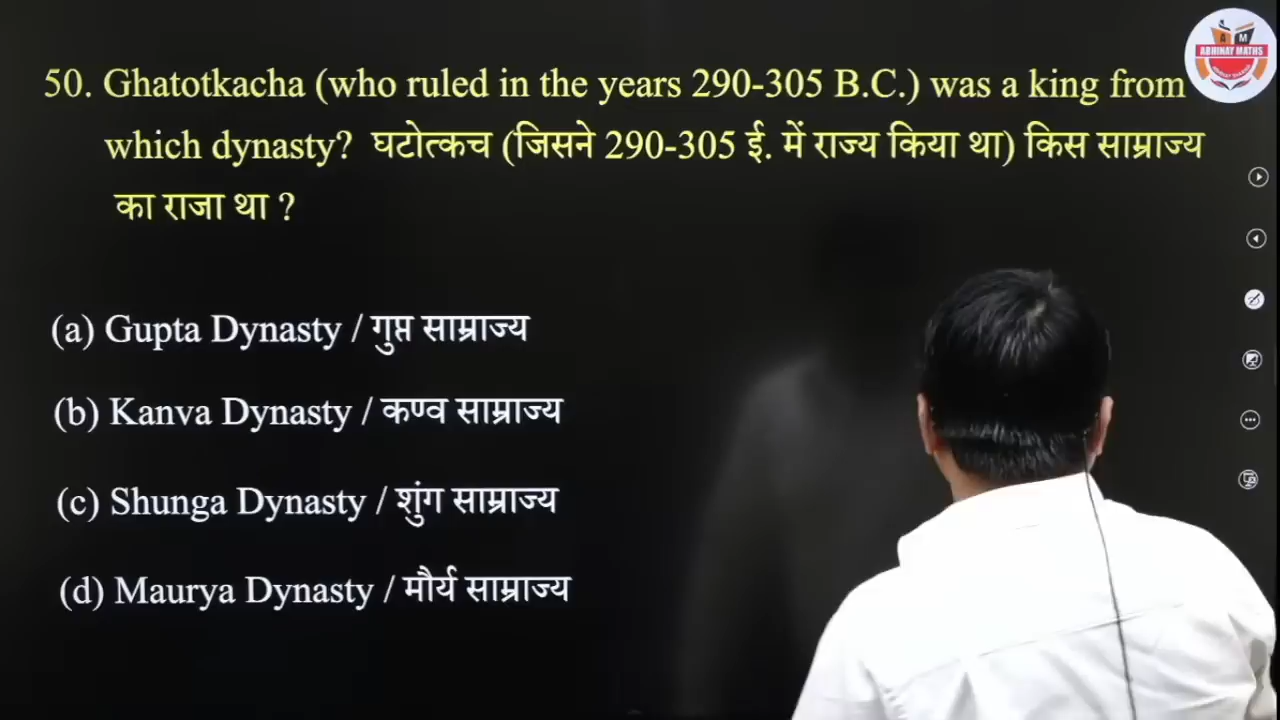 50. Ghatotkacha (who ruled in the years 290-305 B.C.) was a king from
which dynasty? घटोत्कच (जिसने 290-305 ई. में राज्य किया था) किस साम्राज्य
का राजा था ?
(a) Gupta Dynasty / गुप्त साम्राज्य
(b) Kanva Dynasty / कण्व साम्राज्य
(c) Shunga Dynasty / शुंग साम्राज्य
(d) Maurya Dynasty / मौर्य साम्राज्य
A M
ABHINAY MATHS